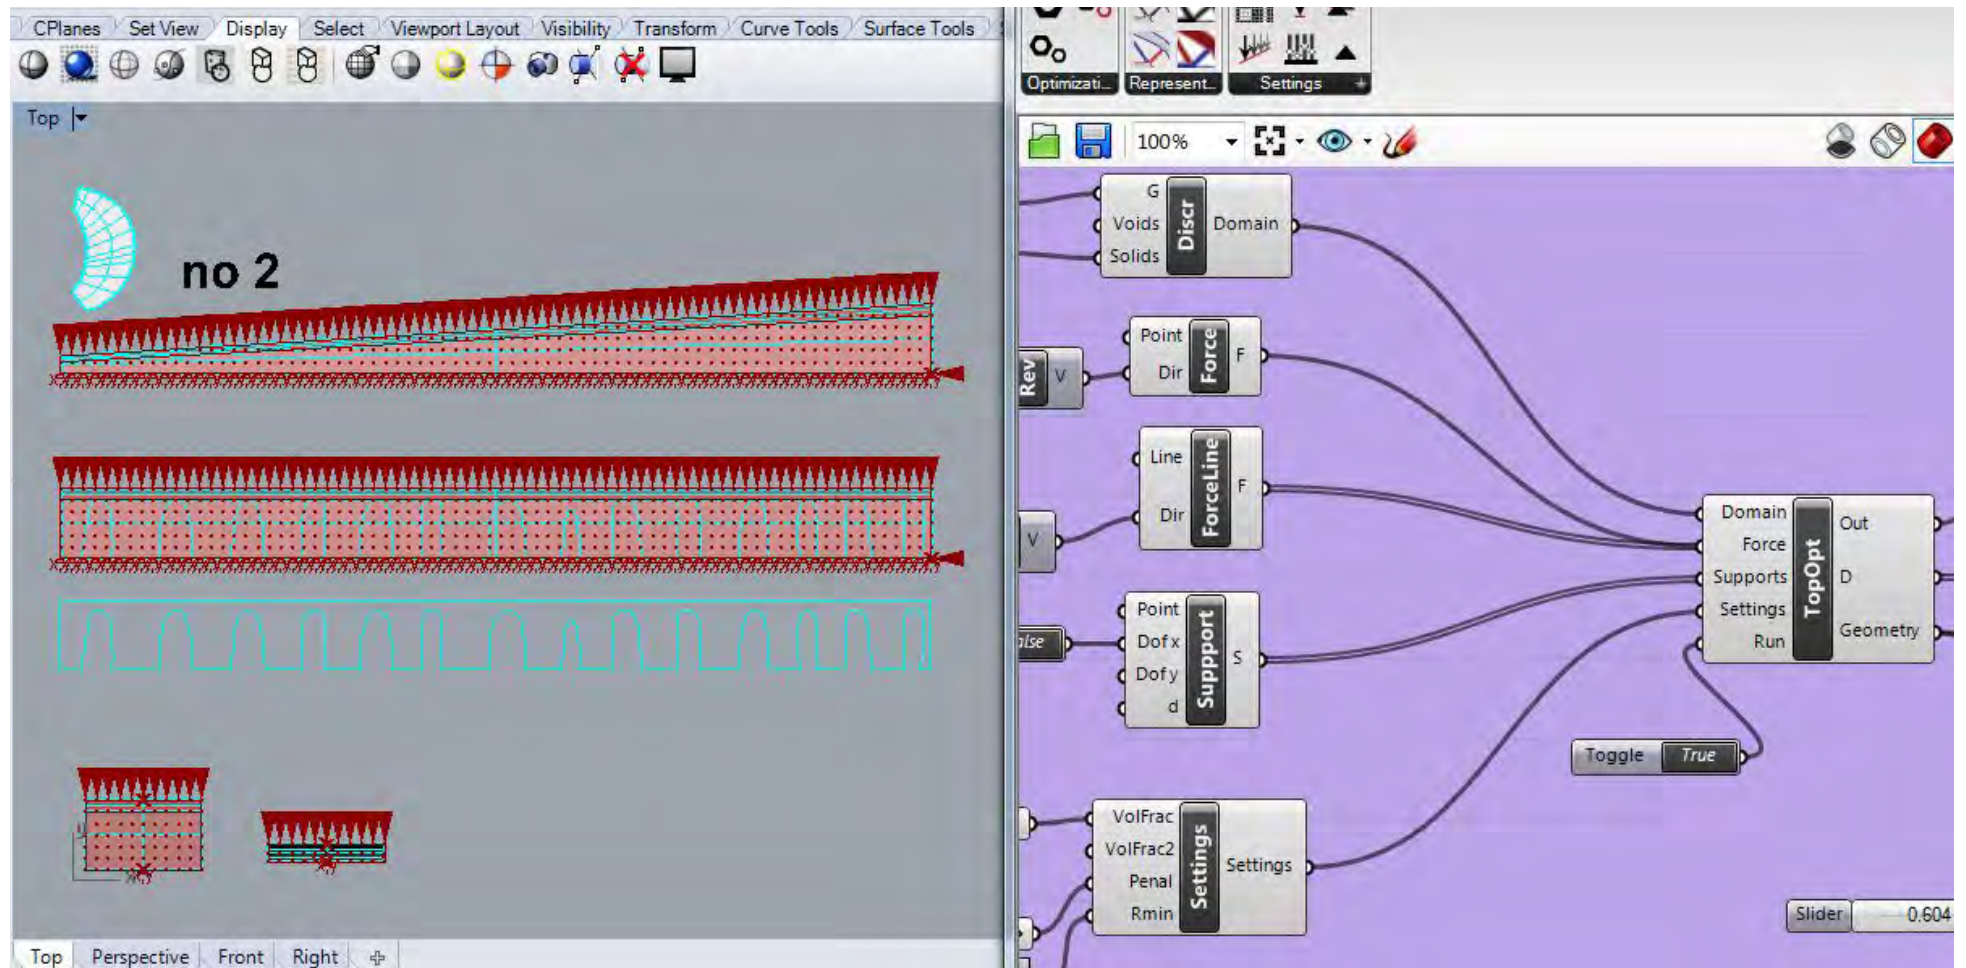 CPlanes Set View Display Select Viewport Layout Visibility Transform Curve Tools Surface Tools
Top
no 2
Top Perspective Front Right
Optimizati... Represent... Settings
100%
G
Voids
Solids
Discr
Domain
Rev
V
Point
Dir
Force
F
V
Line
Dir
ForceLine
F
Point
Dof x
Dof y
d
Suppport
S
VolFrac
VolFrac2
Penal
Rmin
Settings
Settings
Domain
Force
Supports
Settings
Run
TopOpt
Out
D
Geometry
Toggle True
Slider 0.604